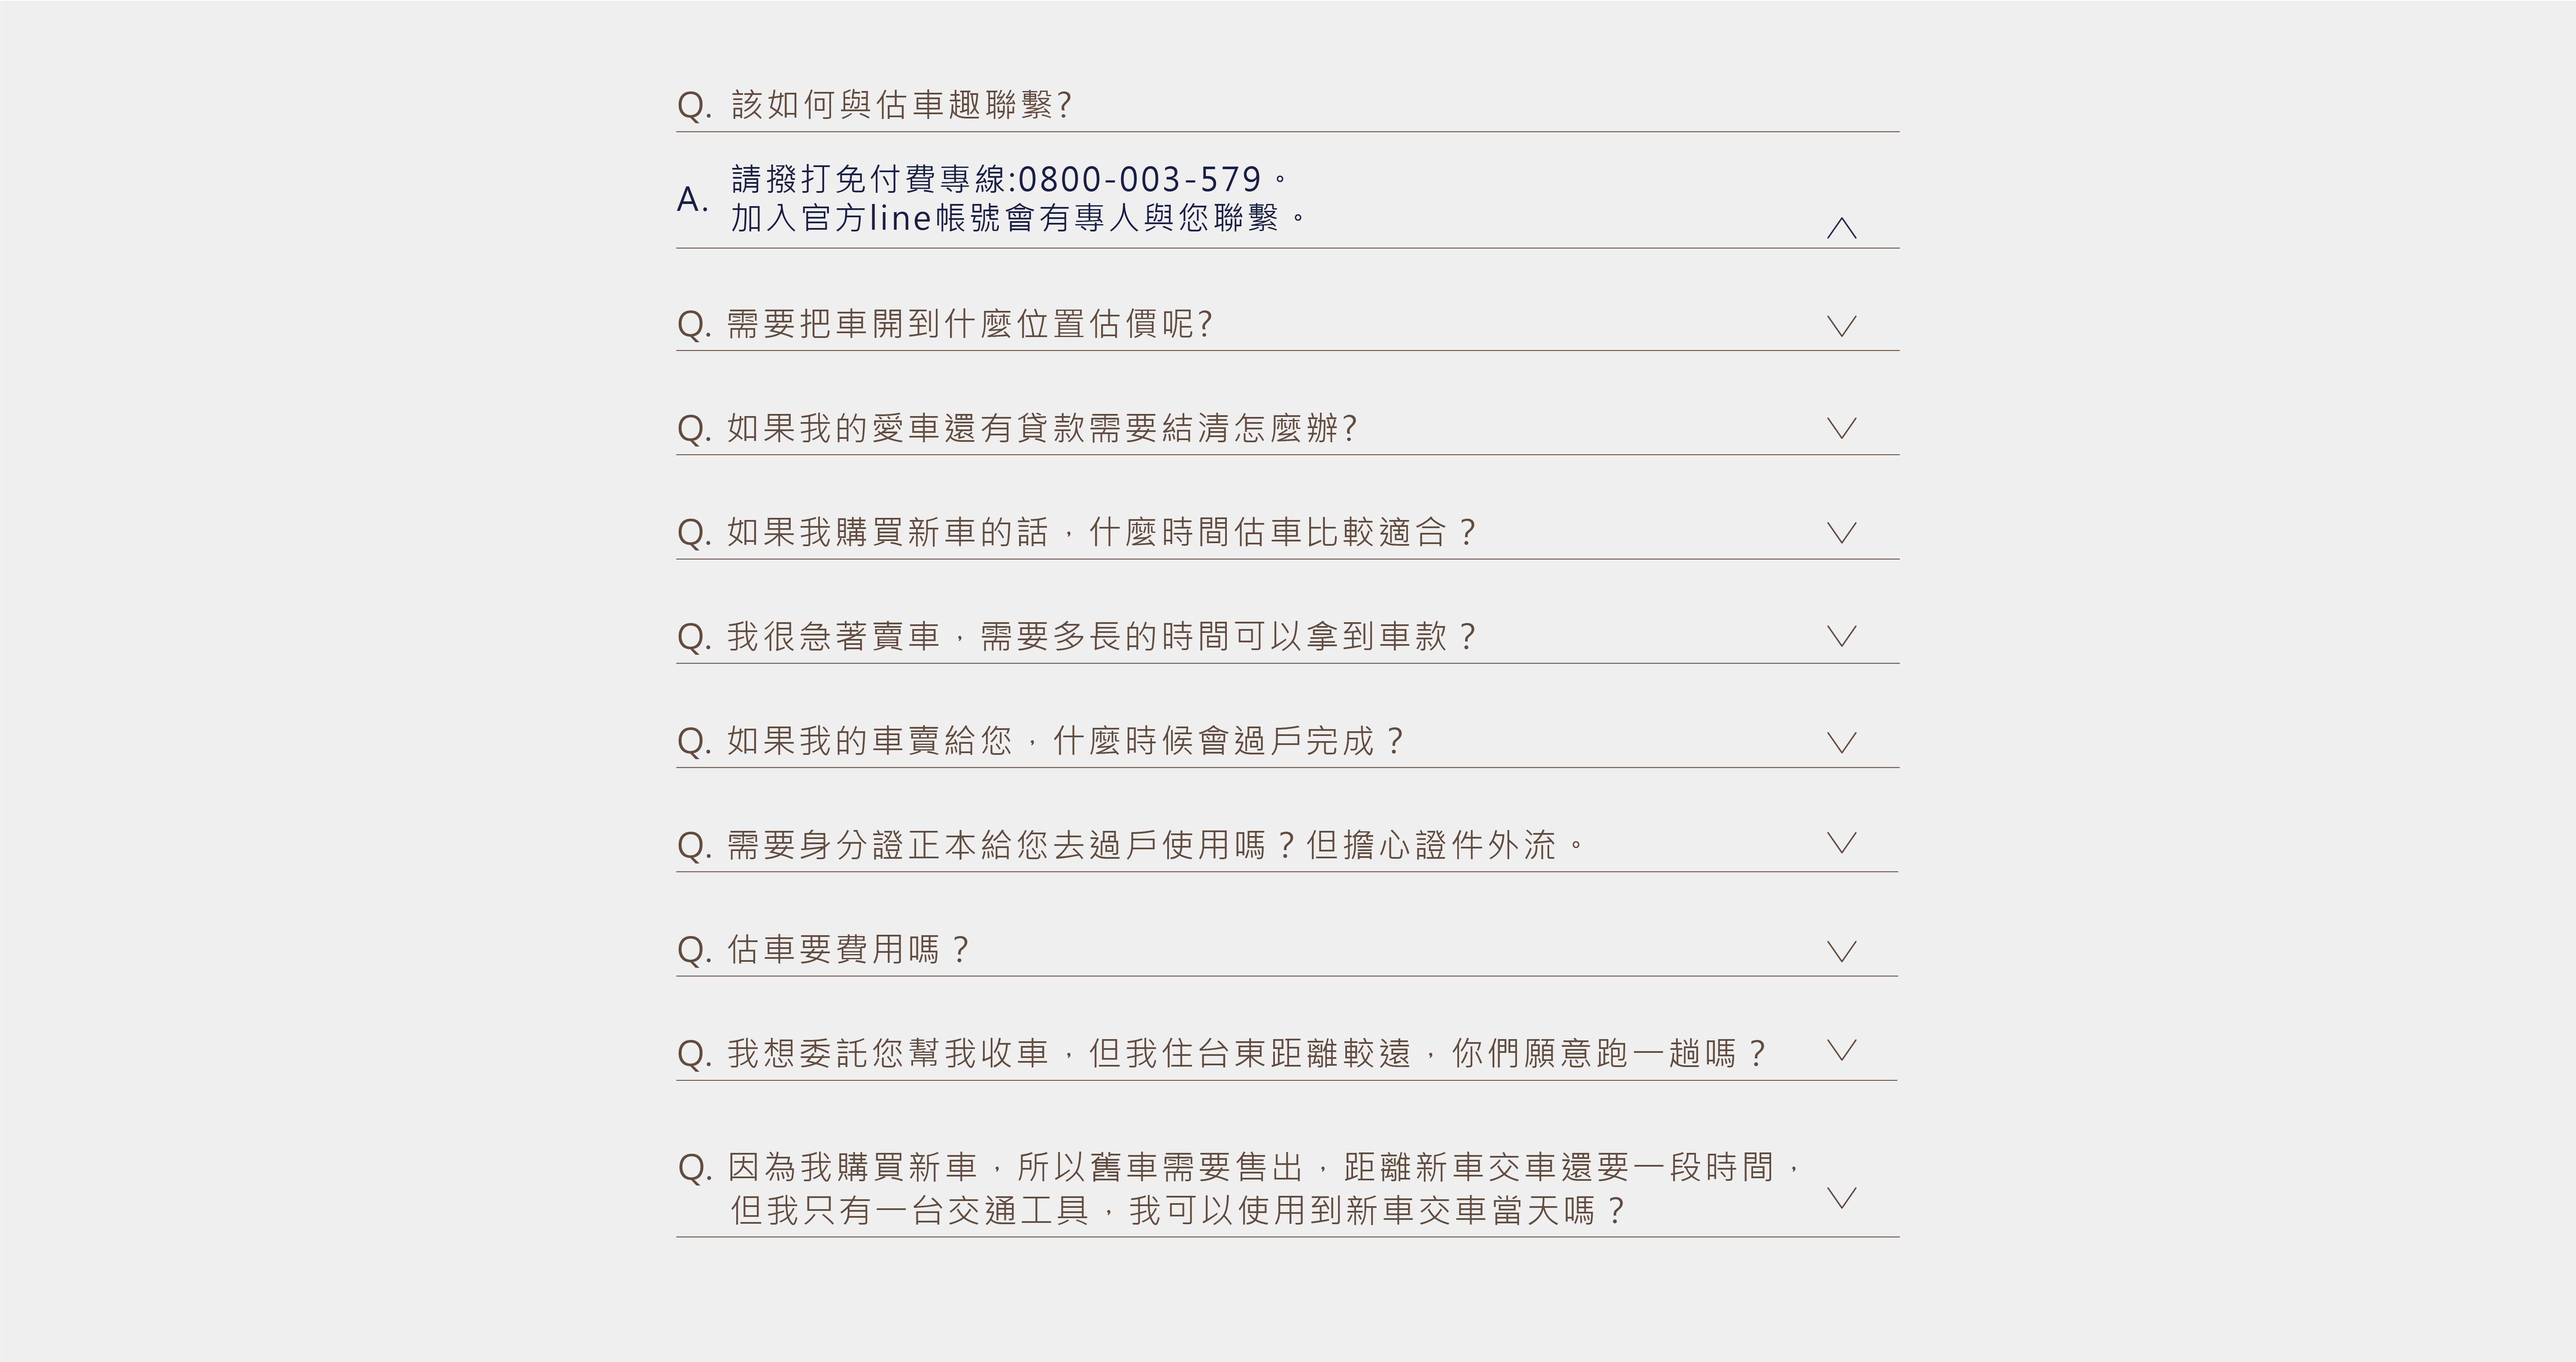 Q. 該如何與估車趣聯繫?
A. 請撥打免付費專線:0800-003-579。
加入官方line帳號會有專人與您聯繫。
Q. 需要把車開到什麼位置估價呢?
Q. 如果我的愛車還有貸款需要結清怎麼辦?
Q. 如果我購買新車的話，什麼時間估車比較適合？
Q. 我很急著賣車，需要多長的時間可以拿到車款？
Q. 如果我的車賣給您，什麼時候會過戶完成？
Q. 需要身分證正本給您去過戶使用嗎？但擔心證件外流。
Q. 估車要費用嗎？
Q. 我想委託您幫我收車，但我住台東距離較遠，你們願意跑一趟嗎？
Q. 因為我購買新車，所以舊車需要售出，距離新車交車還要一段時間，
但我只有一台交通工具，我可以使用到新車交車當天嗎？